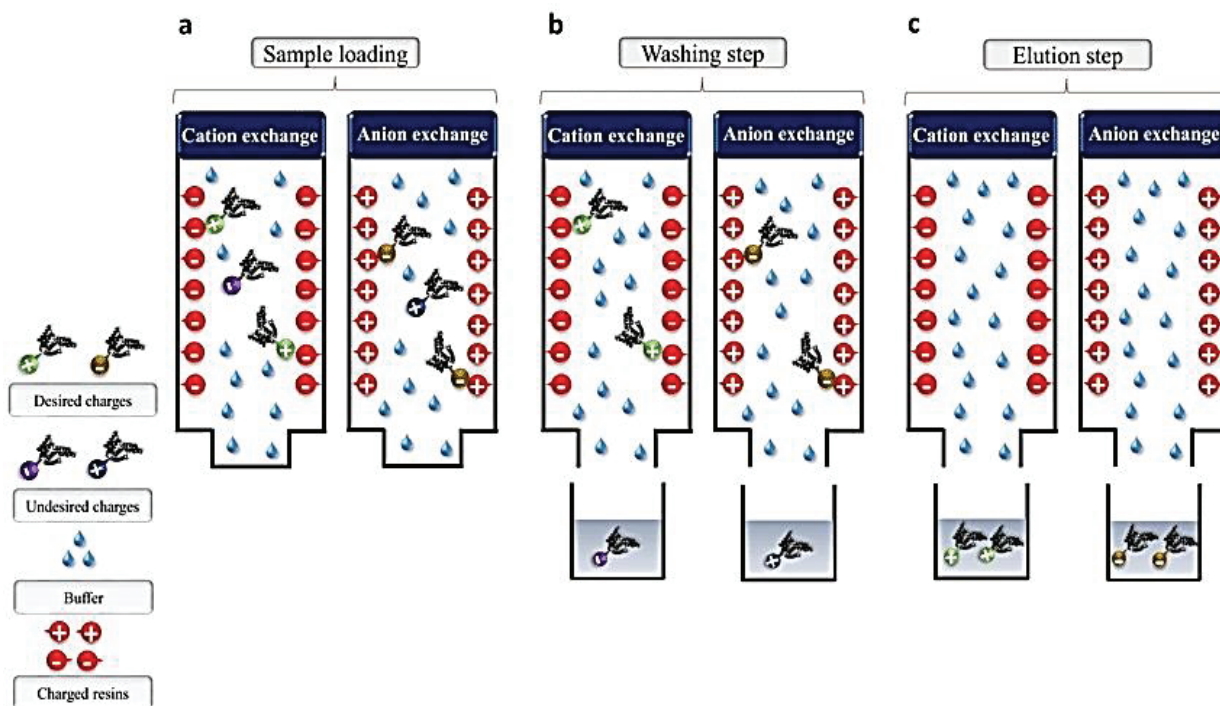 a
b
c
Sample loading
Washing step
Elution step
Cation exchange
Anion exchange
Cation exchange
Anion exchange
Cation exchange
Anion exchange
Desired charges
Undesired charges
Buffer
Charged resins